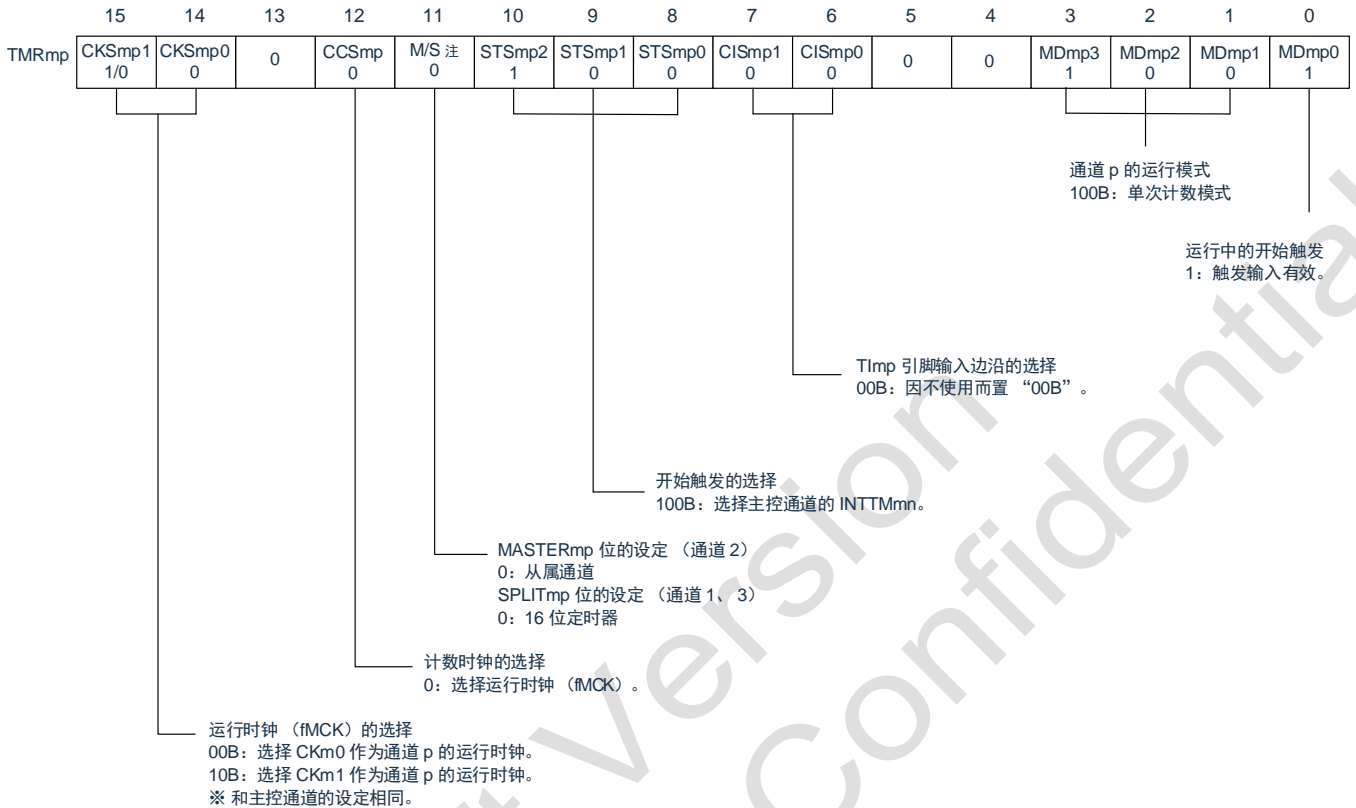 15 14 13 12 11 10 9 8 7 6 5 4 3 2 1 0
TMRmp CKSmp1 CKSmp0 0 CCSmp M/S 注 STSmp2 STSmp1 STSmp0 CISmp1 CISmp0 0 0 MDmp3 MDmp2 MDmp1 MDmp0
1/0 0 0 0 1 0 0 0 0 1 0 0 1
通道 p 的运行模式
100B：单次计数模式
运行中的开始触发
1：触发输入有效。
TImp 引脚输入边沿的选择
00B：因不使用而置 “00B”。
开始触发的选择
100B：选择主控通道的 INTTMmn。
MASTERmp 位的设定 （通道 2）
0：从属通道
SPLITmp 位的设定 （通道 1、 3）
0：16 位定时器
计数时钟的选择
0：选择运行时钟 （fMCK）。
运行时钟 （fMCK）的选择
00B：选择 CKm0 作为通道 p 的运行时钟。
10B：选择 CKm1 作为通道 p 的运行时钟。
※ 和主控通道的设定相同。
Version
Confidential